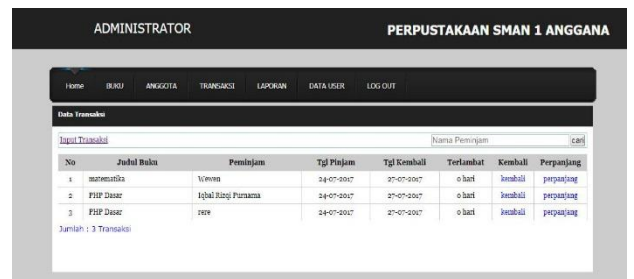 ADMINISTRATOR PERPUSTAKAAN SMAN 1 ANGGANA
Home BUKU ANGGOTA TRANSAKSI LAPORAN DATA USER LOG OUT
Data Transaksi
Input Transaksi Nama Peminjam cari
No Judul Buku Peminjam Tgl Pinjam Tgl Kembali Terlambat Kembali Perpanjang
1 matematika Wewen 24-07-2017 27-07-2017 0 hari kembali perpanjang
2 PHP Dasar Iqbal Rizqi Purnama 24-07-2017 27-07-2017 0 hari kembali perpanjang
3 PHP Dasar rere 24-07-2017 27-07-2017 0 hari kembali perpanjang
Jumlah : 3 Transaksi